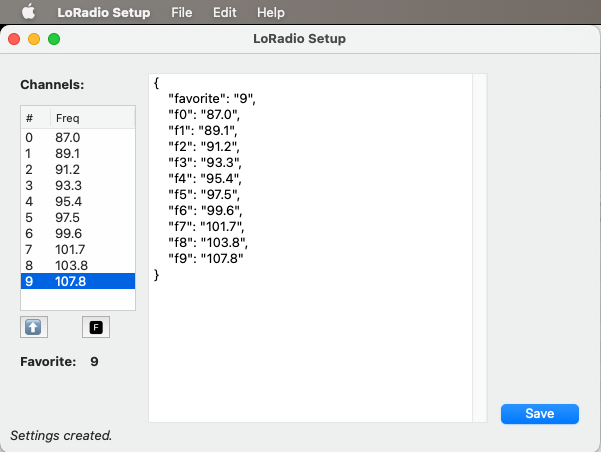 LoRadio Setup File Edit Help
LoRadio Setup
Channels:
# Freq
0 87.0
1 89.1
2 91.2
3 93.3
4 95.4
5 97.5
6 99.6
7 101.7
8 103.8
9 107.8
F
Favorite: 9
{
"favorite": "9",
"f0": "87.0",
"f1": "89.1",
"f2": "91.2",
"f3": "93.3",
"f4": "95.4",
"f5": "97.5",
"f6": "99.6",
"f7": "101.7",
"f8": "103.8",
"f9": "107.8"
}
Save
Settings created.